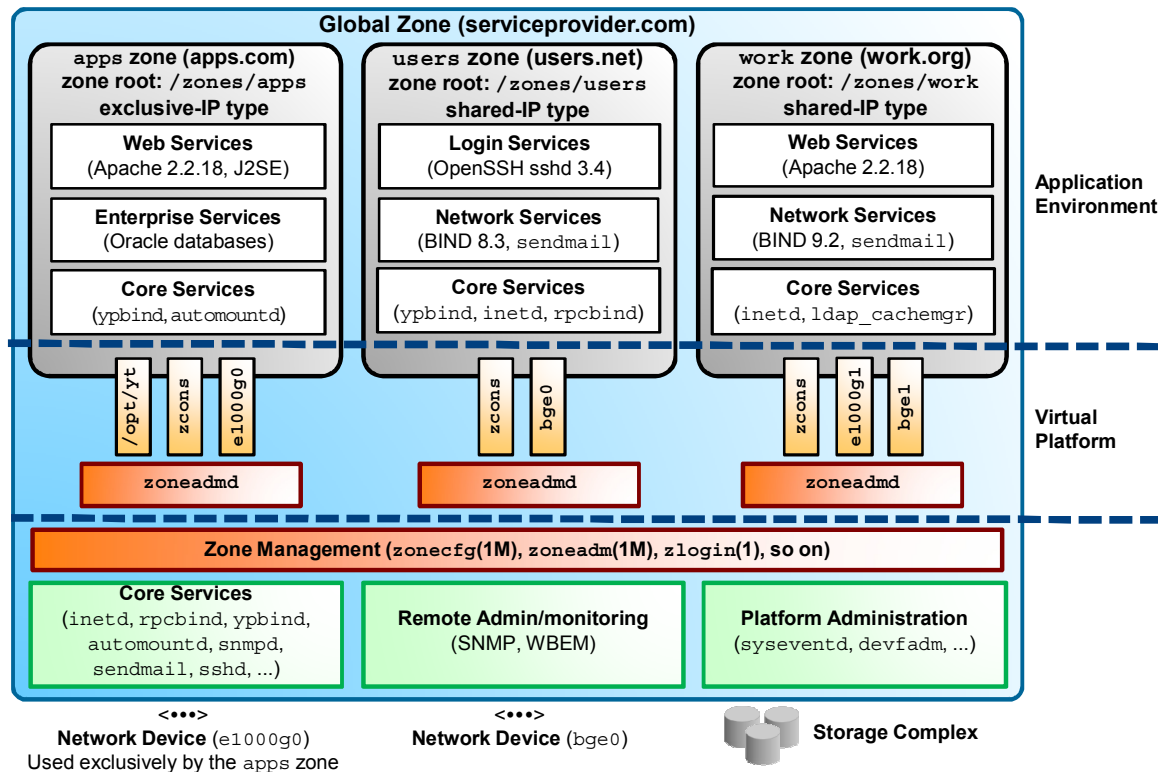 Global Zone (serviceprovider.com)
apps zone (apps.com)
zone root: /zones/apps
exclusive-IP type
Web Services
(Apache 2.2.18, J2SE)
Enterprise Services
(Oracle databases)
Core Services
(ypbind, automountd)
users zone (users.net)
zone root: /zones/users
shared-IP type
Login Services
(OpenSSH sshd 3.4)
Network Services
(BIND 8.3, sendmail)
Core Services
(ypbind, inetd, rpcbind)
work zone (work.org)
zone root: /zones/work
shared-IP type
Web Services
(Apache 2.2.18)
Network Services
(BIND 9.2, sendmail)
Core Services
(inetd, ldap_cachemgr)
Application
Environment
/opt/yt
zcons
e1000g0
zcons
bge0
zcons
e1000g1
bge1
Virtual
Platform
zoneadmd
zoneadmd
zoneadmd
Zone Management (zonecfg(1M), zoneadm(1M), zlogin(1), so on)
Core Services
(inetd, rpcbind, ypbind,
automountd, snmpd,
sendmail, sshd, ...)
Remote Admin/monitoring
(SNMP, WBEM)
Platform Administration
(syseventd, devfadm, ...)
<•••>
Network Device (e1000g0)
Used exclusively by the apps zone
<•••>
Network Device (bge0)
Storage Complex